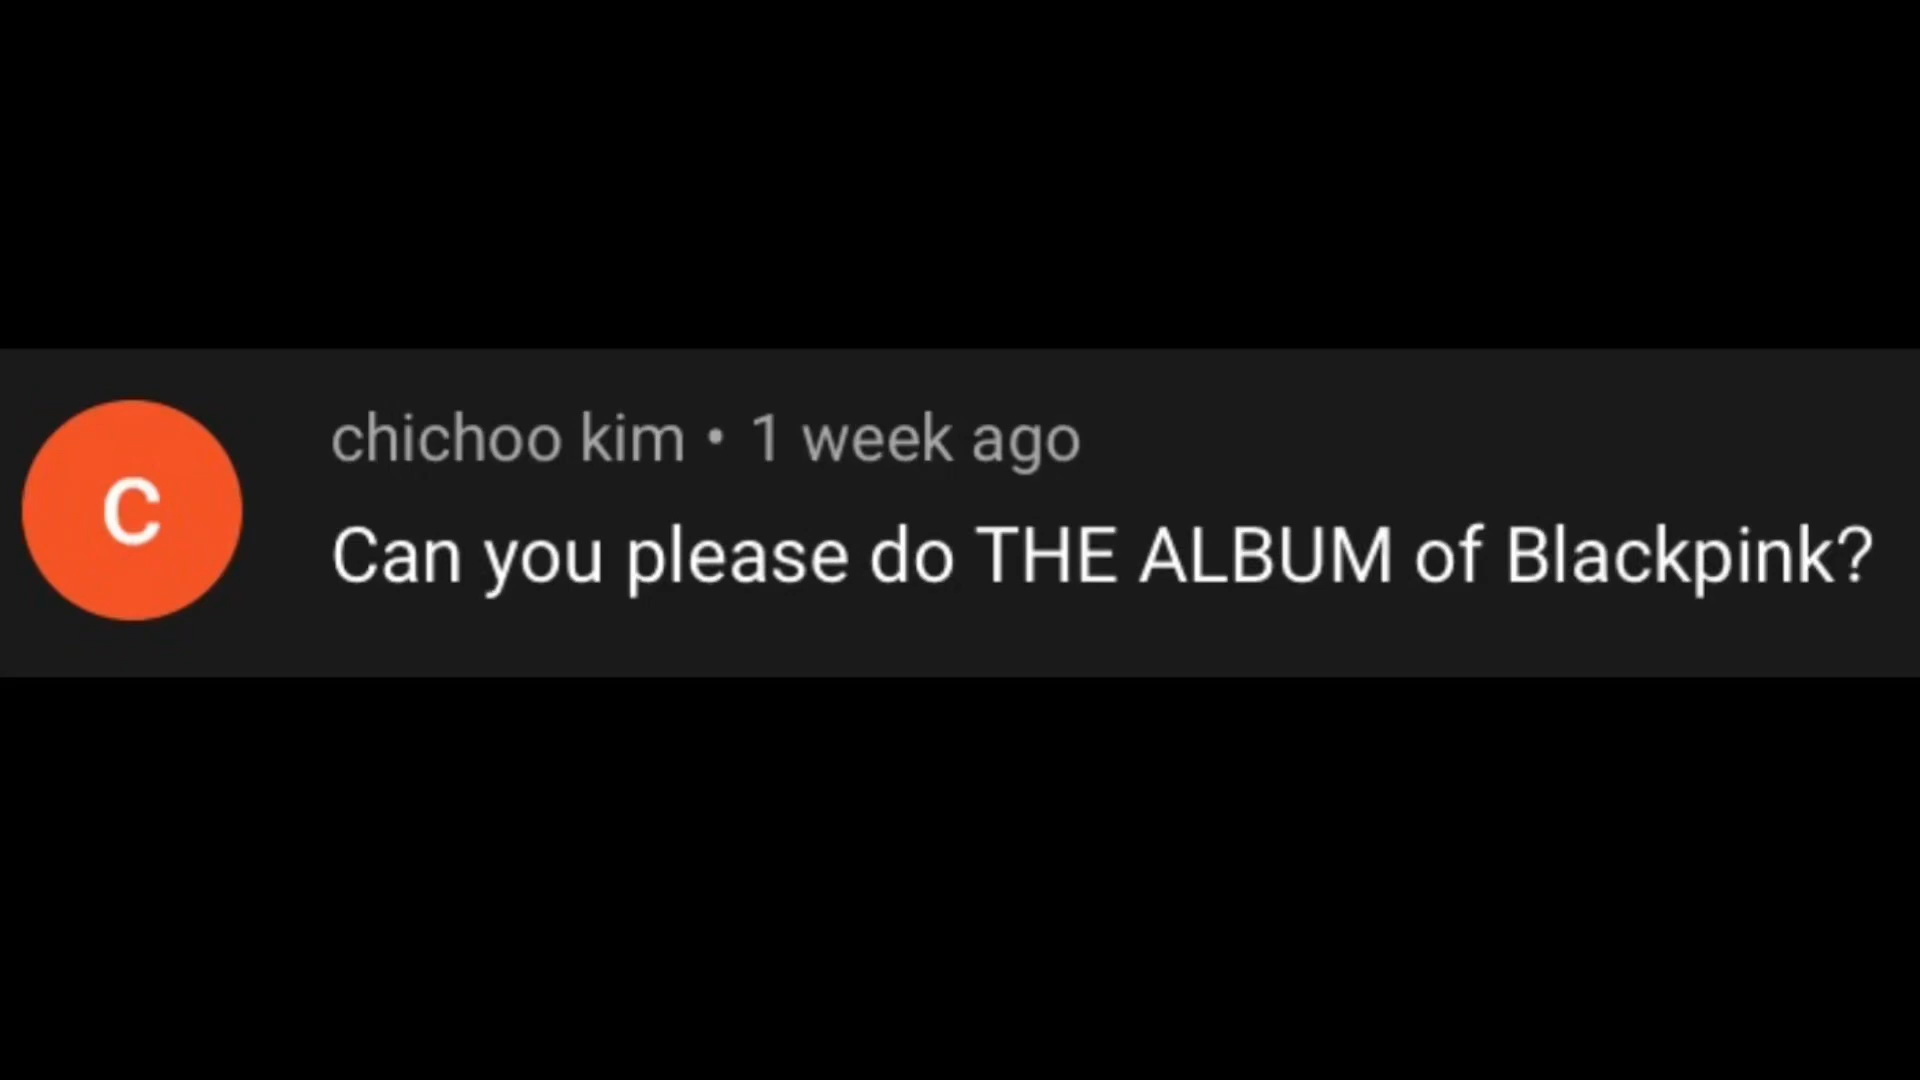 C
chichoo kim • 1 week ago
Can you please do THE ALBUM of Blackpink?